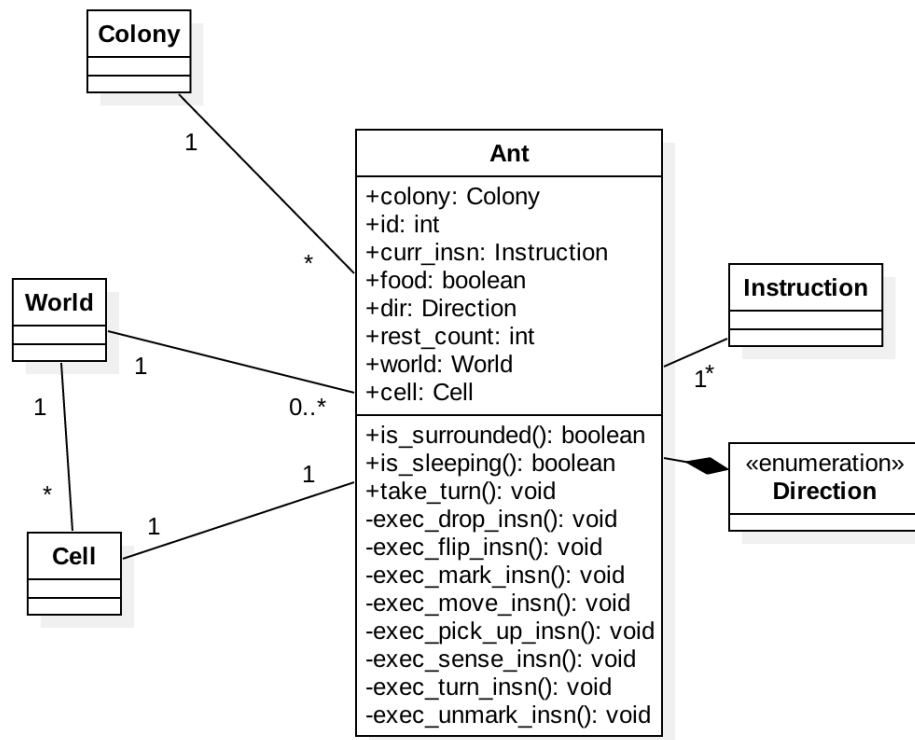 Colony
1
*
Ant
+colony: Colony
+id: int
+curr_insn: Instruction
+food: boolean
+dir: Direction
+rest_count: int
+world: World
+cell: Cell
+is_surrounded(): boolean
+is_sleeping(): boolean
+take_turn(): void
-exec_drop_insn(): void
-exec_flip_insn(): void
-exec_mark_insn(): void
-exec_move_insn(): void
-exec_pick_up_insn(): void
-exec_sense_insn(): void
-exec_turn_insn(): void
-exec_unmark_insn(): void
World
1
0..*
1
*
Cell
1
1
Instruction
1*
«enumeration»
Direction